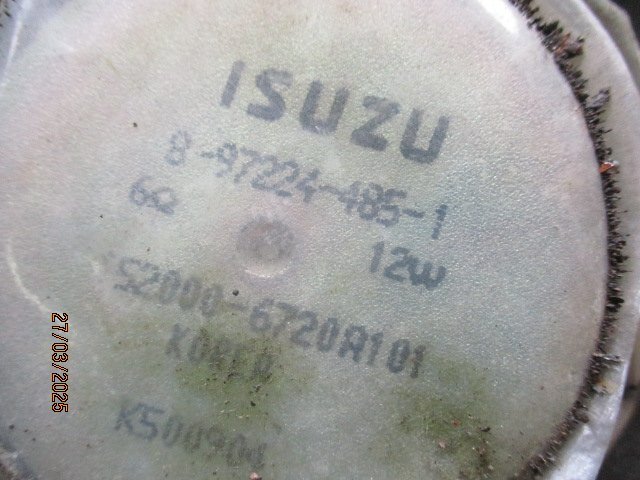 ISUZU
8-97224-485-1
6Ω
12W
S2000-6720A101
KOREA
K500904
27/03/2025